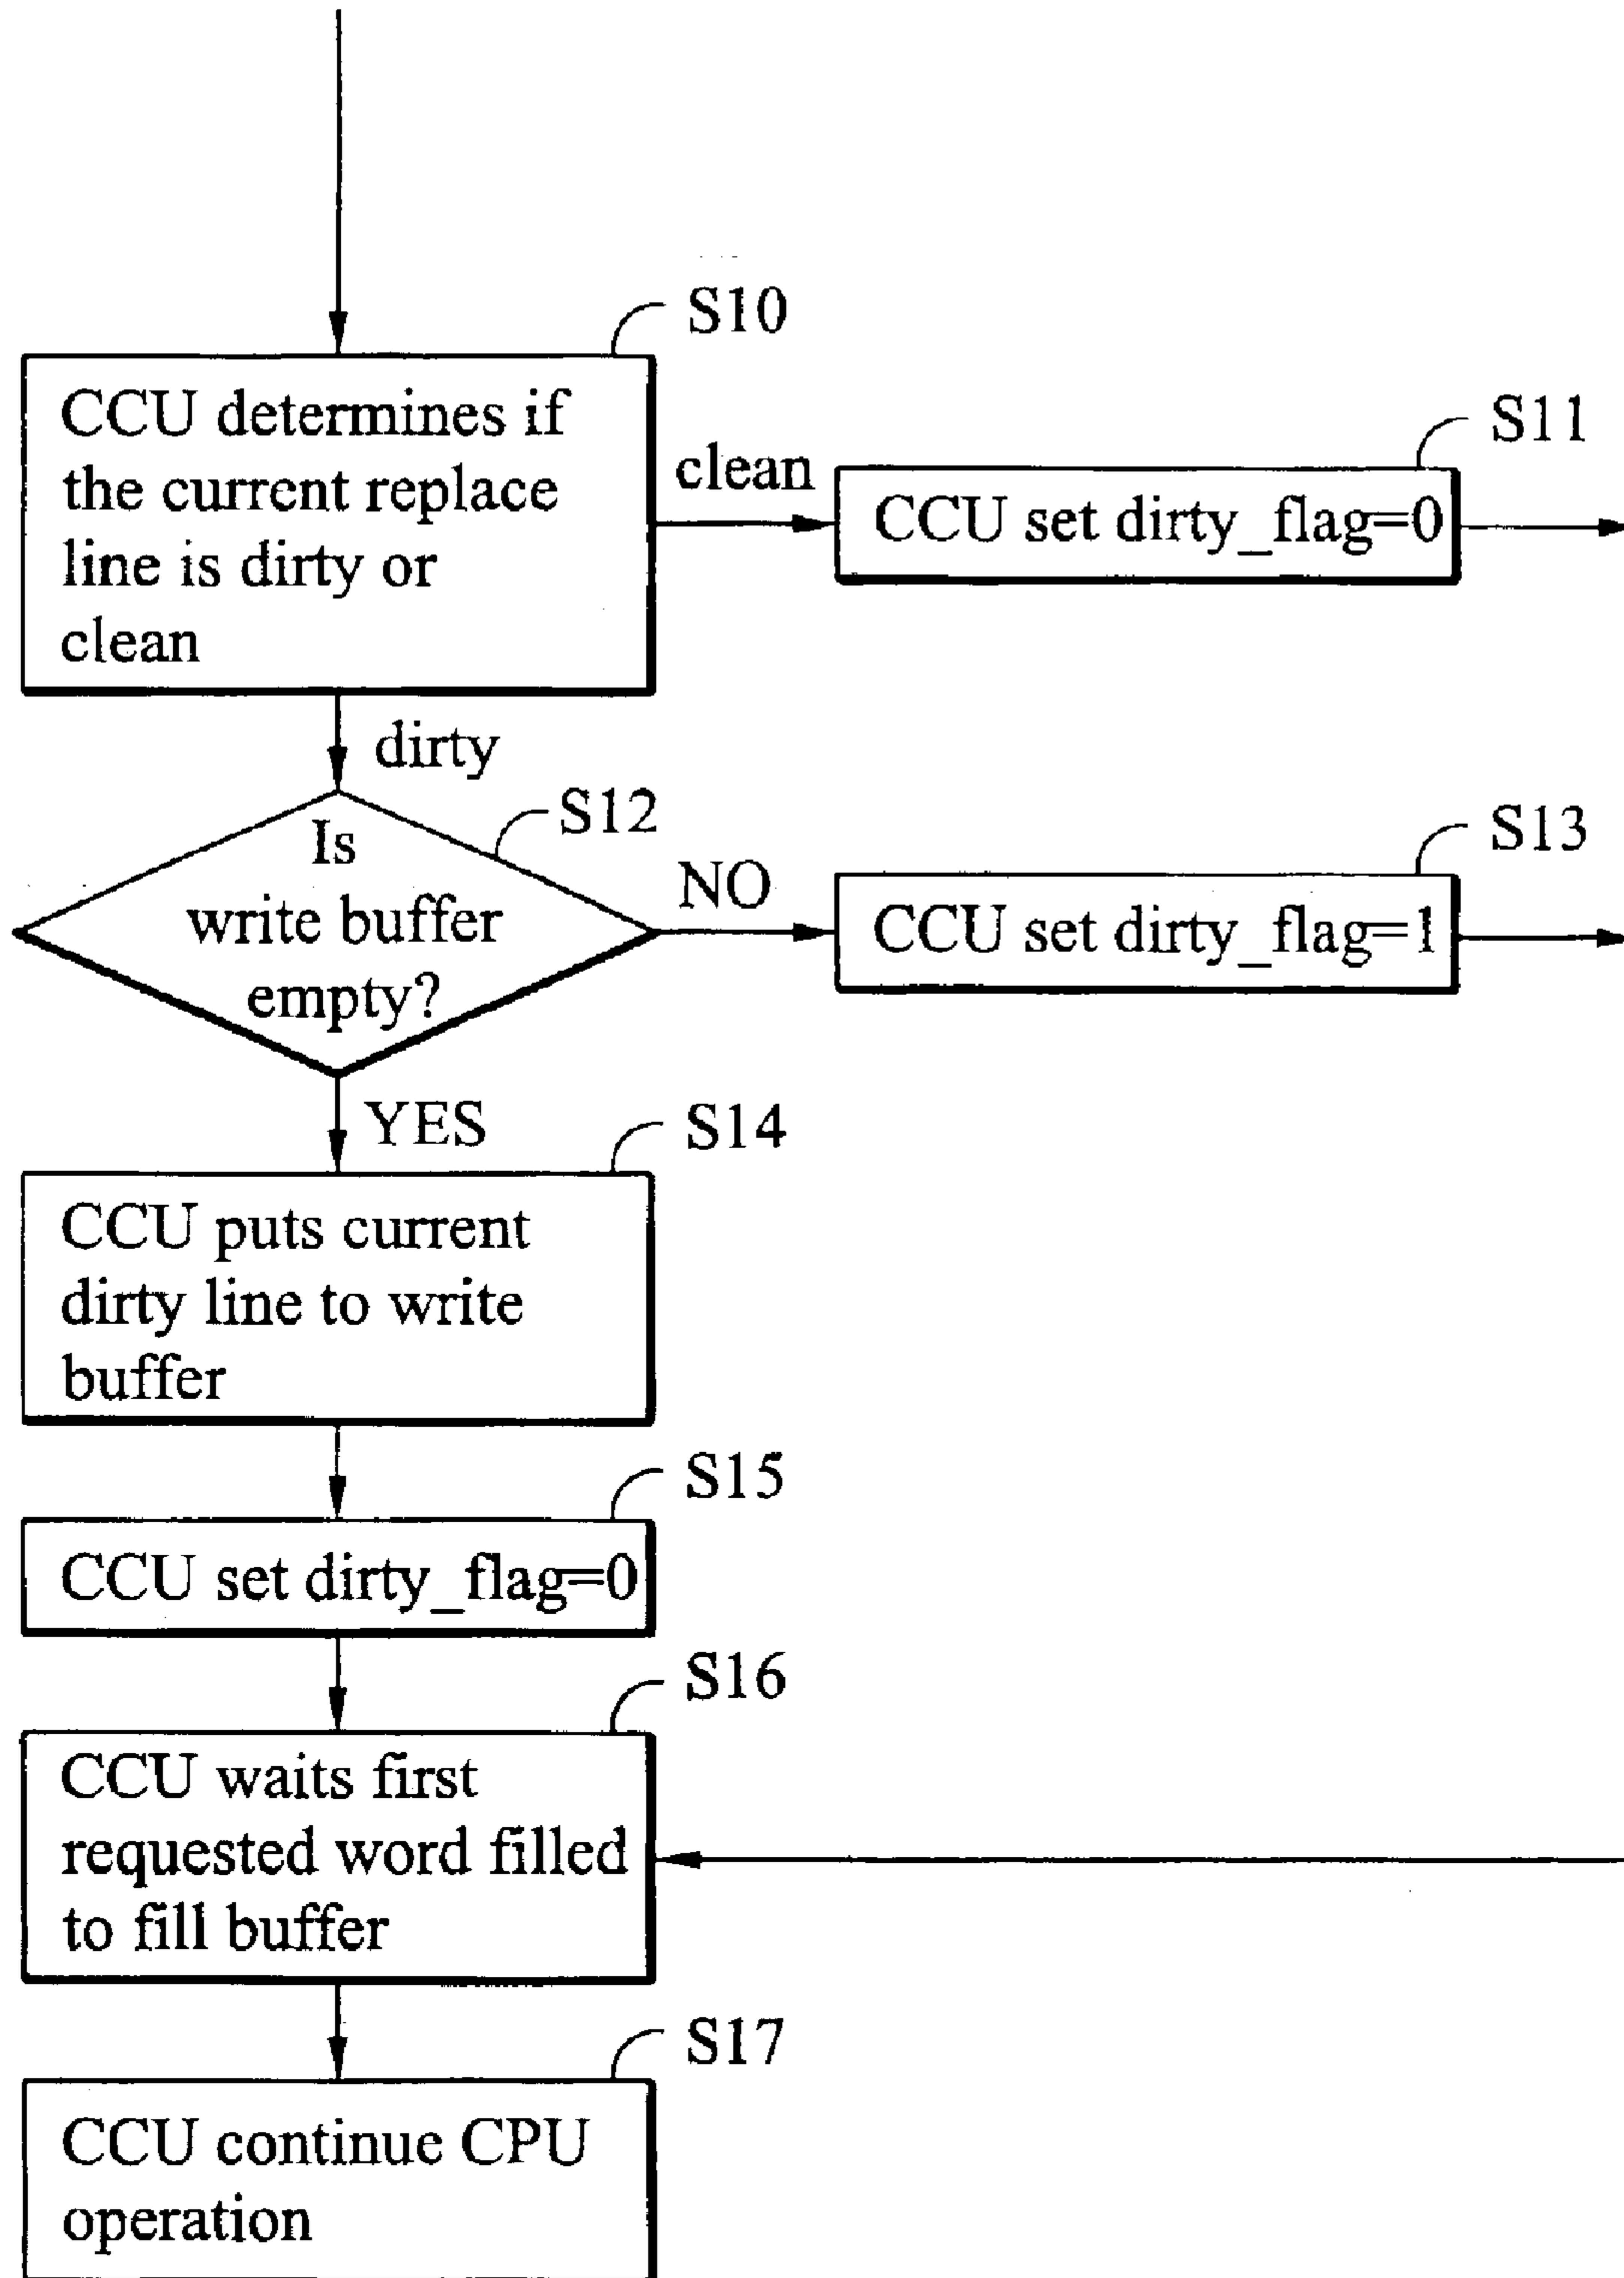 S10
CCU determines if
the current replace
line is dirty or
clean
clean
S11
CCU set dirty_flag=0
dirty
S12
Is
write buffer
empty?
NO
S13
CCU set dirty_flag=1
YES
S14
CCU puts current
dirty line to write
buffer
S15
CCU set dirty_flag=0
S16
CCU waits first
requested word filled
to fill buffer
S17
CCU continue CPU
operation